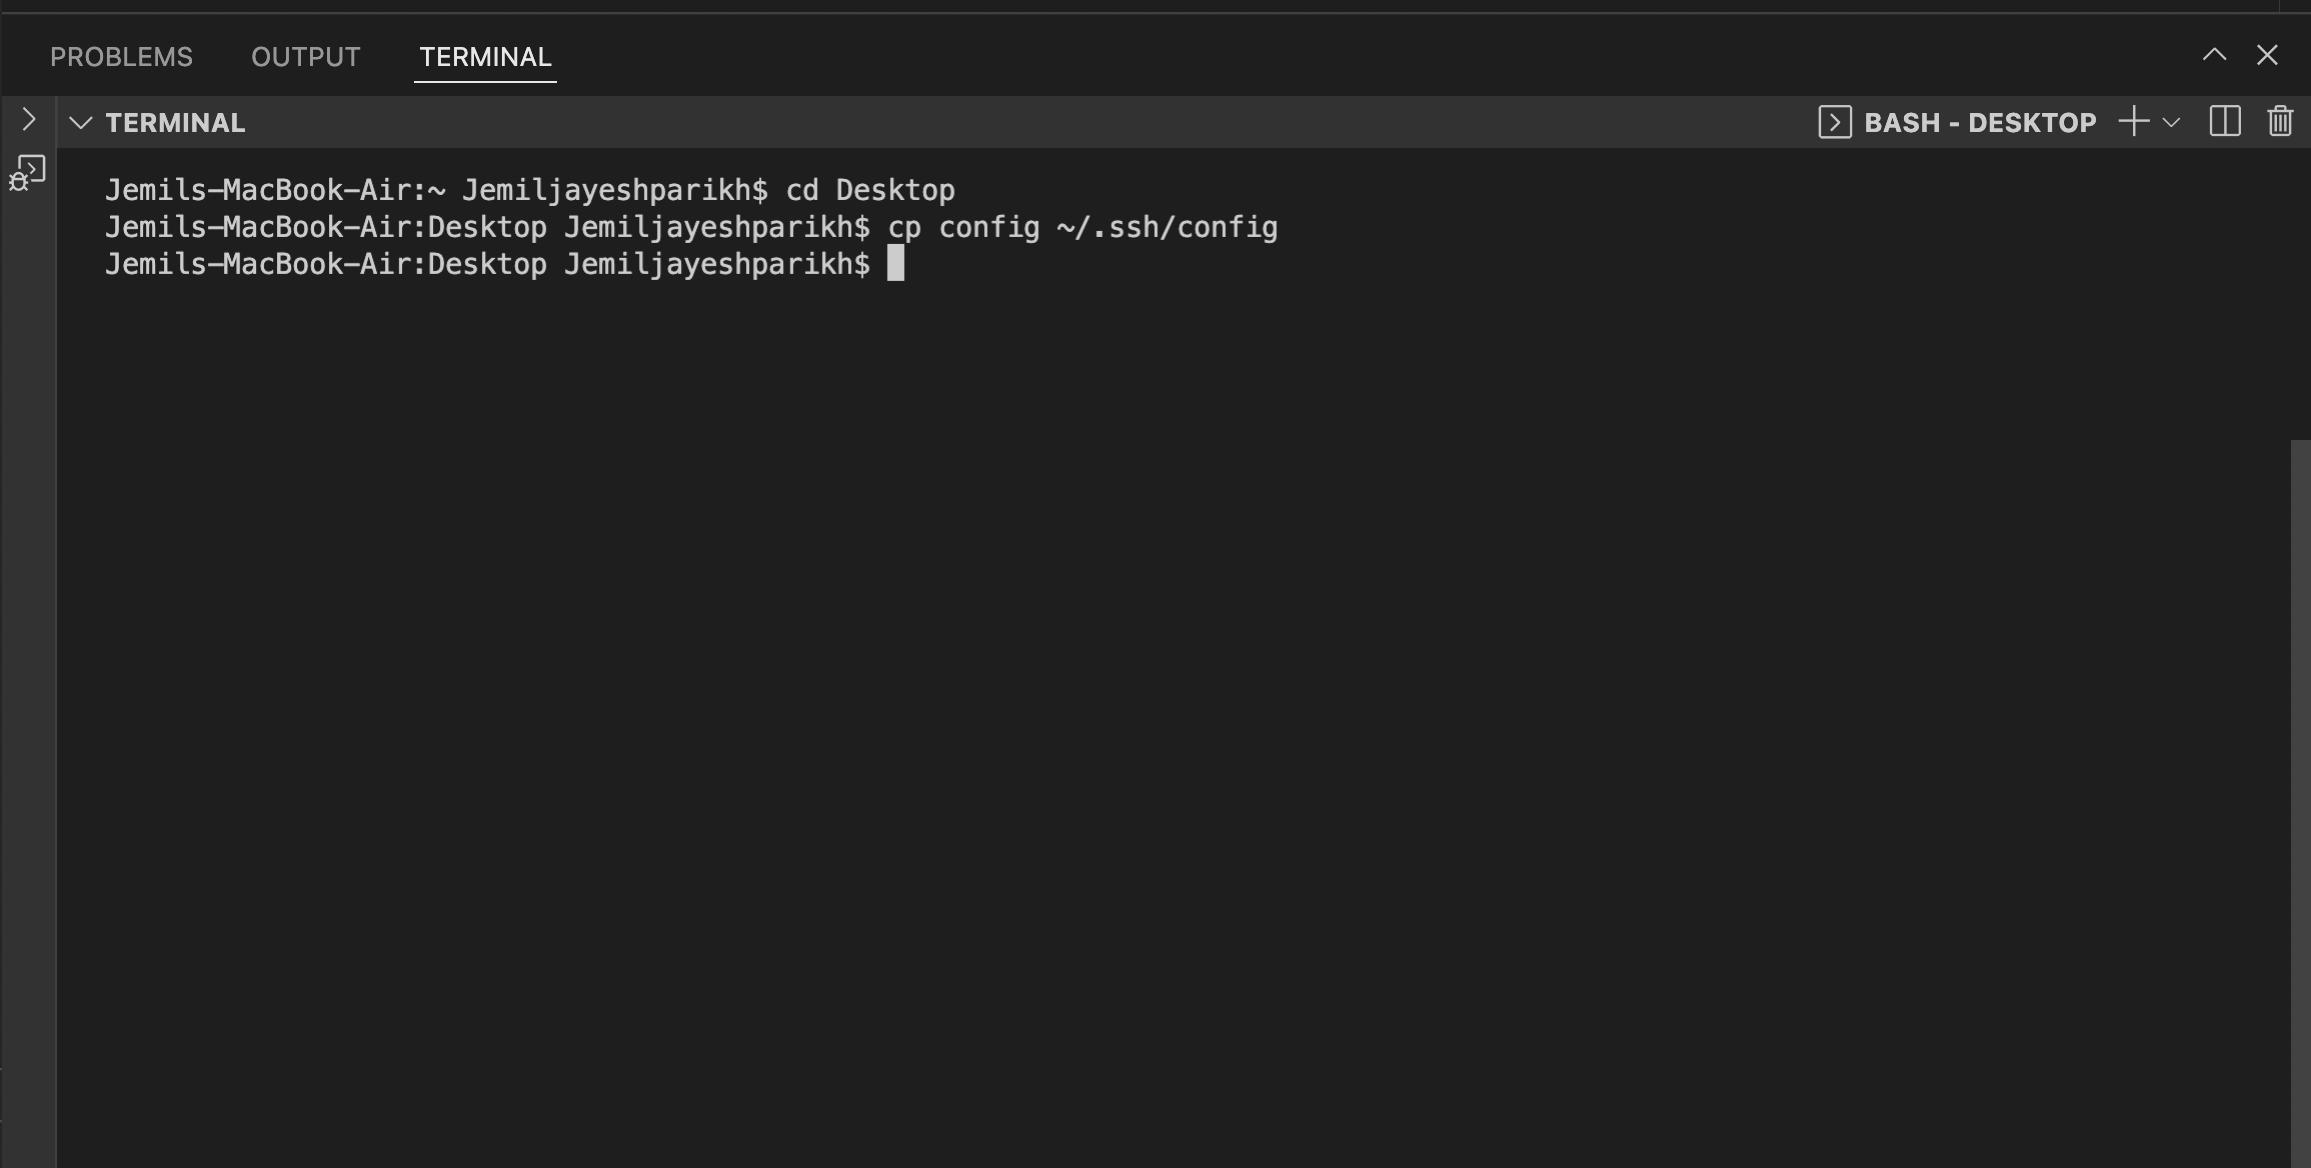 PROBLEMS OUTPUT TERMINAL
TERMINAL BASH - DESKTOP
Jemils-MacBook-Air:~ Jemiljayeshparikh$ cd Desktop
Jemils-MacBook-Air:Desktop Jemiljayeshparikh$ cp config ~/.ssh/config
Jemils-MacBook-Air:Desktop Jemiljayeshparikh$